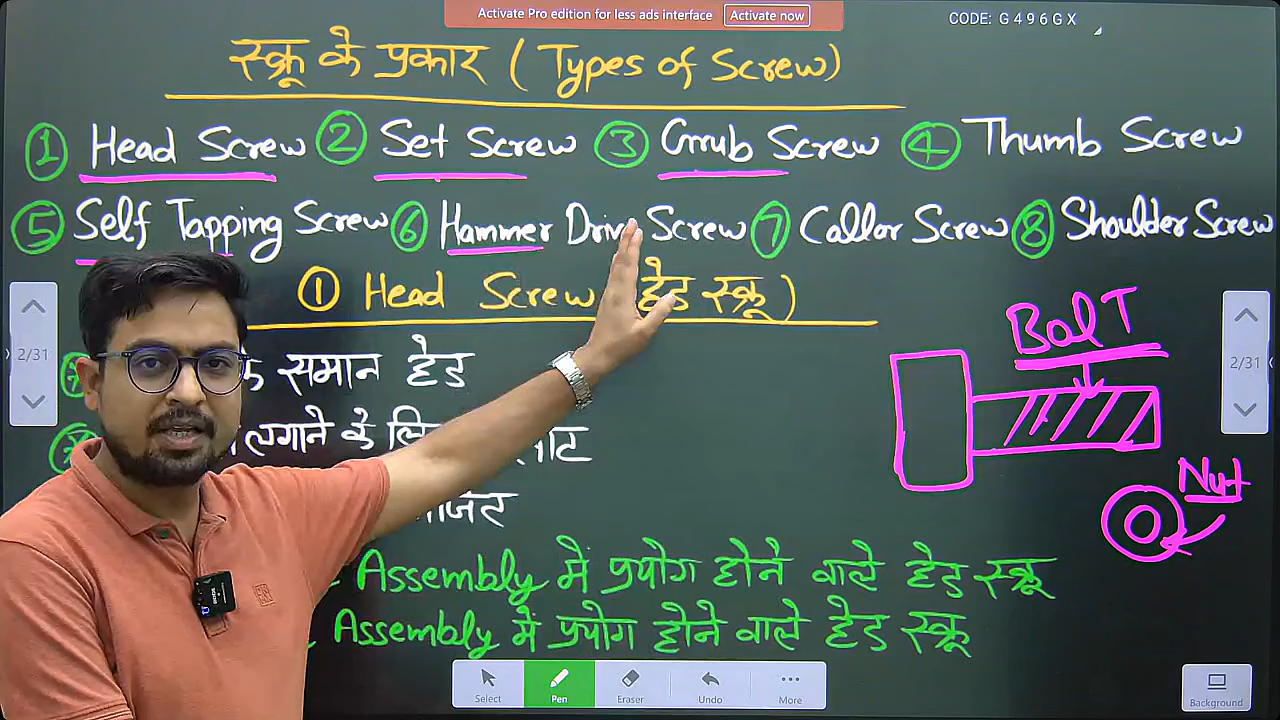 Activate Pro edition for less ads interface Activate now
CODE: G 4 9 6 G X
स्क्रू के प्रकार ( Types of Screw)
① Head Screw ② Set Screw ③ Grub Screw ④ Thumb Screw
⑤ Self Tapping Screw ⑥ Hammer Drive Screw ⑦ Collar Screw ⑧ Shoulder Screw
① Head Screw हेड स्क्रू )
BolT
2/31
2/31
के समान हेड
लगाने के
Nut
Assembly में प्रयोग होने वाले हेड स्क्रू
Assembly में प्रयोग होने वाले हेड स्क्रू
Select Pen Eraser Undo More
Background